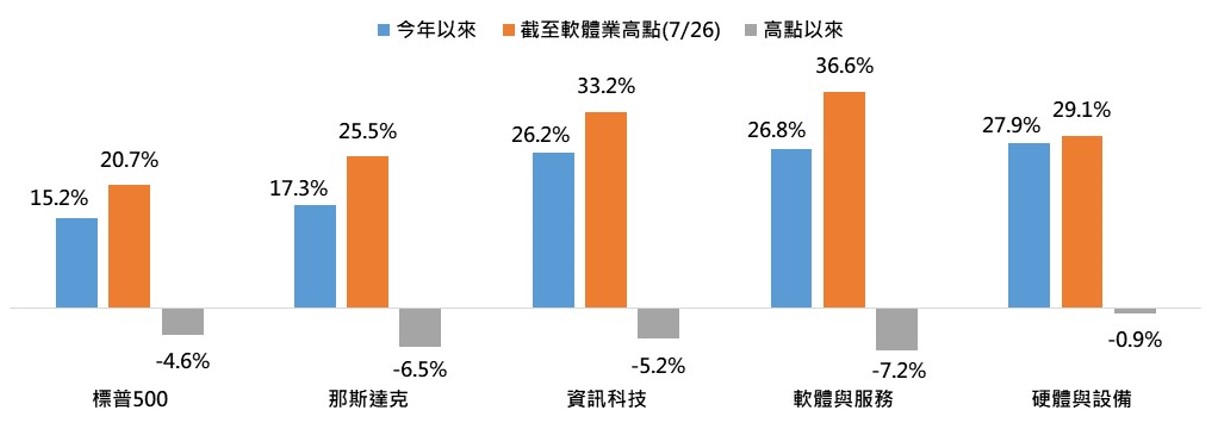 今年以來 截至軟體業高點(7/26) 高點以來
15.2% 20.7% -4.6%
17.3% 25.5% -6.5%
26.2% 33.2% -5.2%
26.8% 36.6% -7.2%
27.9% 29.1% -0.9%
標普500 那斯達克 資訊科技 軟體與服務 硬體與設備